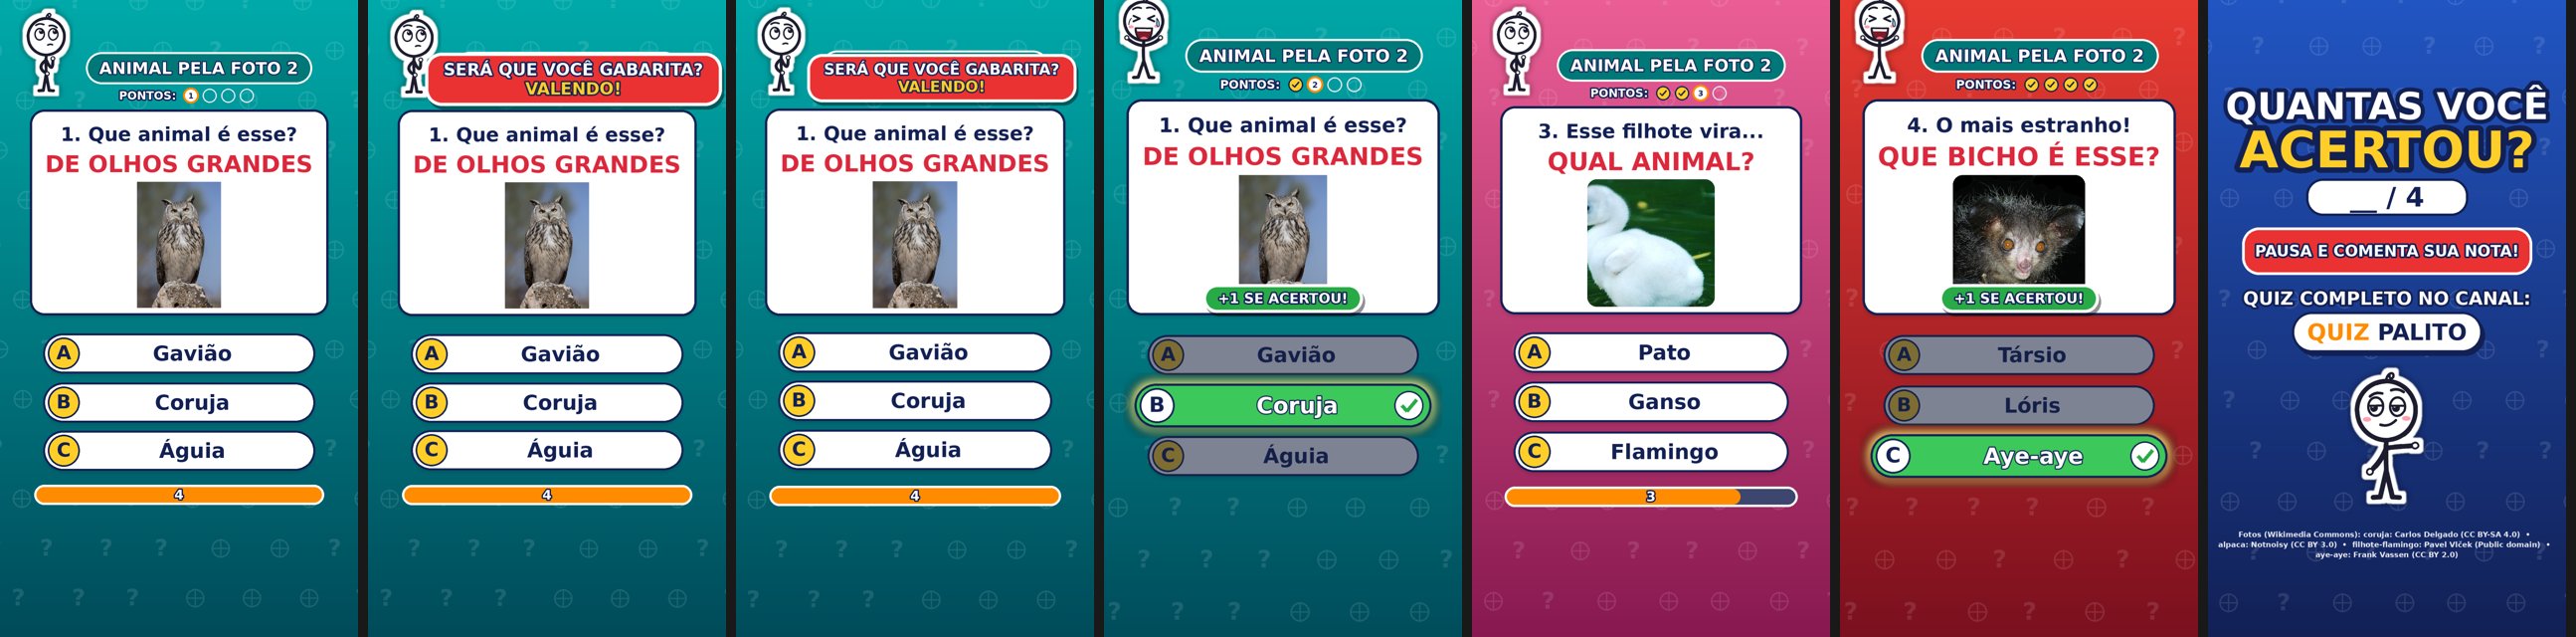 ANIMAL PELA FOTO 2
PONTOS: 1
1. Que animal é esse?
DE OLHOS GRANDES
A Gavião
B Coruja
C Águia
4
SERÁ QUE VOCÊ GABARITA?
VALENDO!
1. Que animal é esse?
DE OLHOS GRANDES
A Gavião
B Coruja
C Águia
4
SERÁ QUE VOCÊ GABARITA?
VALENDO!
1. Que animal é esse?
DE OLHOS GRANDES
A Gavião
B Coruja
C Águia
4
ANIMAL PELA FOTO 2
PONTOS: 2
1. Que animal é esse?
DE OLHOS GRANDES
+1 SE ACERTOU!
A Gavião
B Coruja
C Águia
ANIMAL PELA FOTO 2
PONTOS: 3
3. Esse filhote vira...
QUAL ANIMAL?
A Pato
B Ganso
C Flamingo
3
ANIMAL PELA FOTO 2
PONTOS:
4. O mais estranho!
QUE BICHO É ESSE?
+1 SE ACERTOU!
A Társio
B Lóris
C Aye-aye
QUANTAS VOCÊ
ACERTOU?
__ / 4
PAUSA E COMENTA SUA NOTA!
QUIZ COMPLETO NO CANAL:
QUIZ PALITO
Fotos (Wikimedia Commons): coruja: Carlos Delgado (CC BY-SA 4.0) •
alpaca: Notnoisy (CC BY 3.0) • filhote-flamingo: Pavel Vlček (Public domain) •
aye-aye: Frank Vassen (CC BY 2.0)